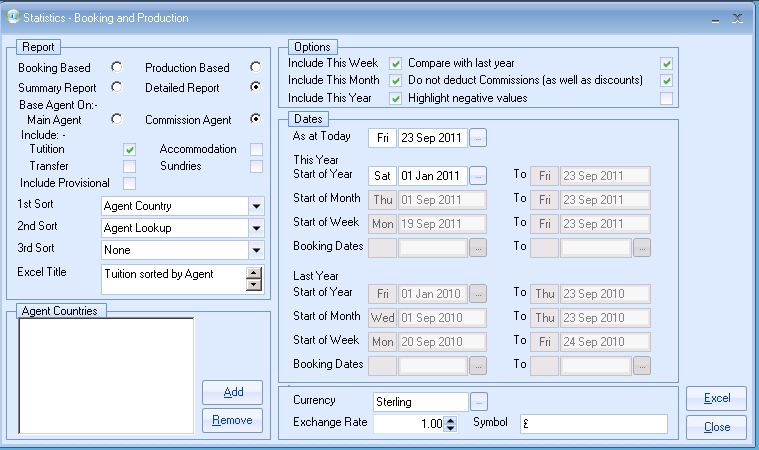 Statistics - Booking and Production
Report
Booking Based Production Based
Summary Report Detailed Report
Base Agent On:-
Main Agent Commission Agent
Include: -
Tuition Accommodation
Transfer Sundries
Include Provisional
1st Sort Agent Country
2nd Sort Agent Lookup
3rd Sort None
Excel Title Tuition sorted by Agent
Agent Countries
Add
Remove
Options
Include This Week Compare with last year
Include This Month Do not deduct Commissions (as well as discounts)
Include This Year Highlight negative values
Dates
As at Today Fri 23 Sep 2011 ...
This Year
Start of Year Sat 01 Jan 2011 ... To Fri 23 Sep 2011
Start of Month Thu 01 Sep 2011 To Fri 23 Sep 2011
Start of Week Mon 19 Sep 2011 To Fri 23 Sep 2011
Booking Dates ... To ...
Last Year
Start of Year Fri 01 Jan 2010 ... To Thu 23 Sep 2010
Start of Month Wed 01 Sep 2010 To Thu 23 Sep 2010
Start of Week Mon 20 Sep 2010 To Fri 24 Sep 2010
Booking Dates ... To ...
Currency Sterling ...
Exchange Rate 1.00 Symbol £
Excel
Close